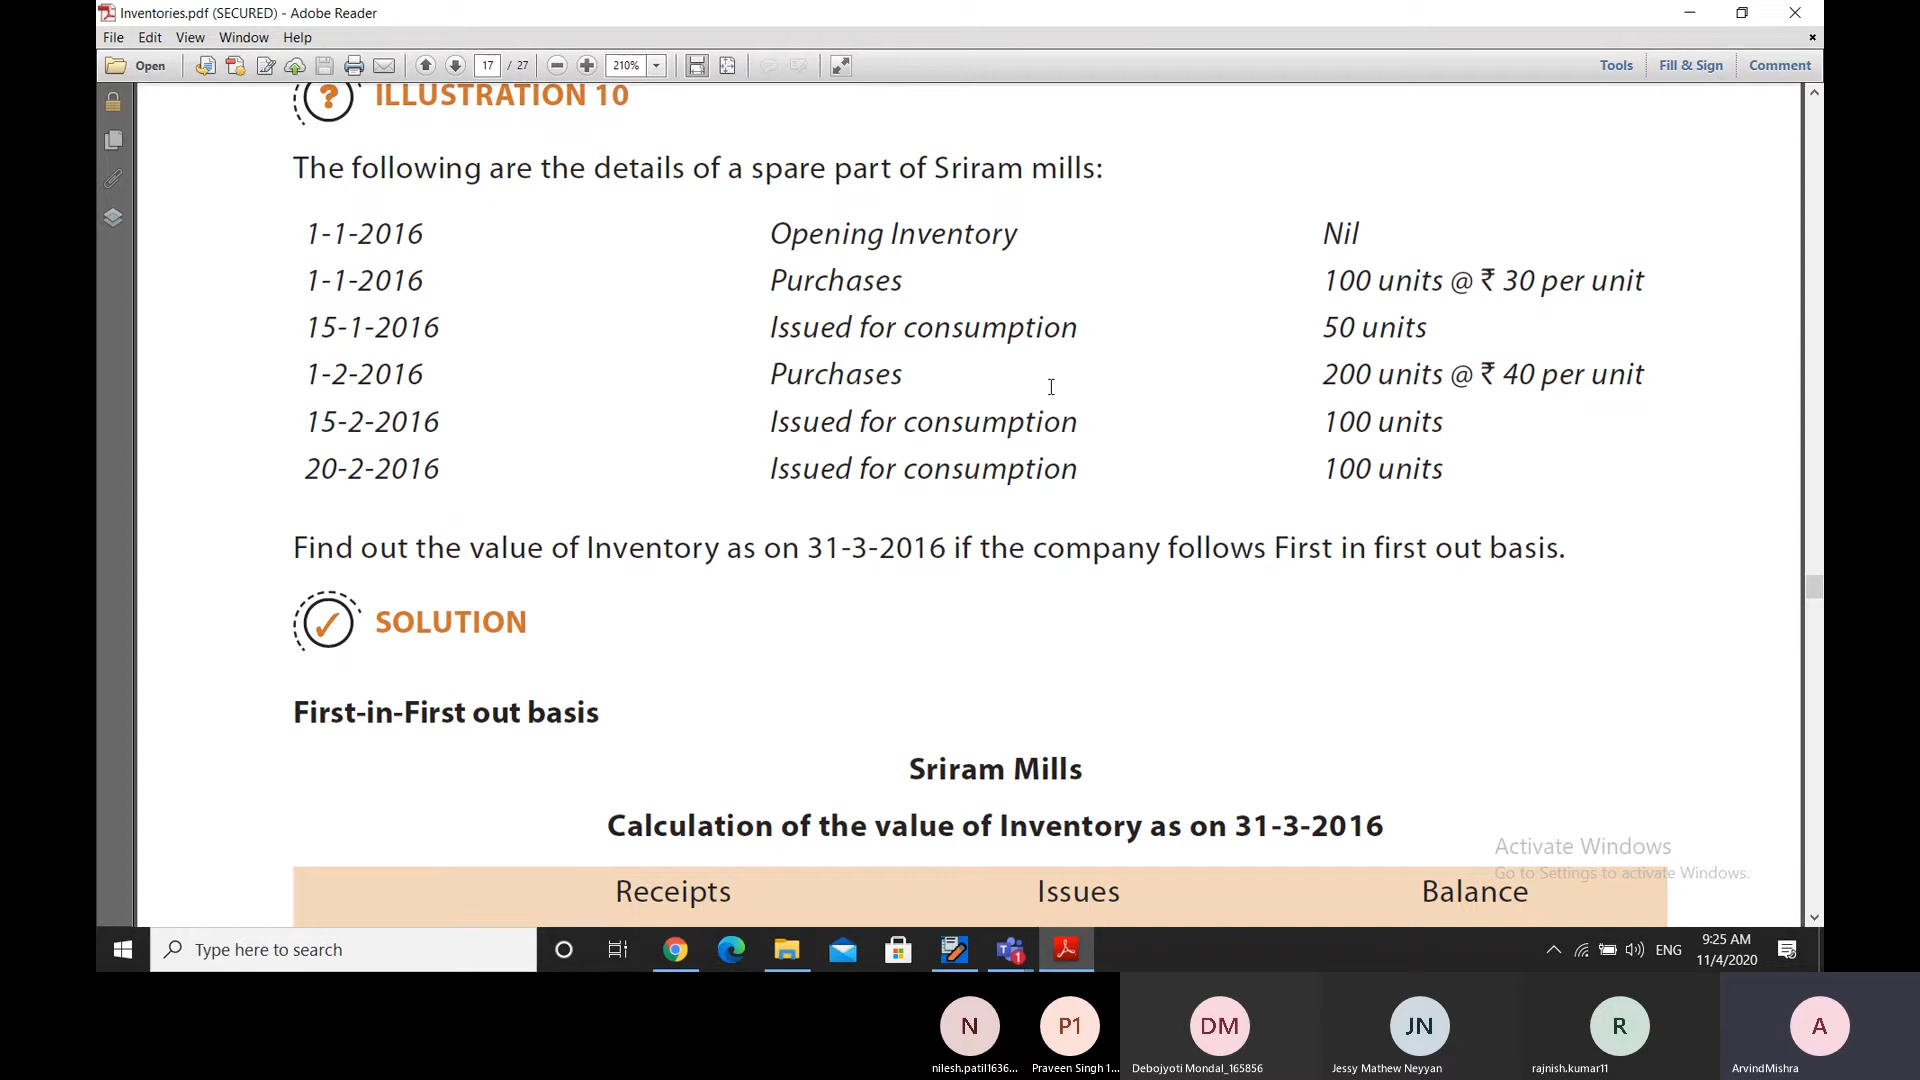 Inventories.pdf (SECURED) - Adobe Reader
File Edit View Window Help
Open 17 / 27 210% Tools Fill & Sign Comment
ILLUSTRATION 10
The following are the details of a spare part of Sriram mills:
1-1-2016 Opening Inventory Nil
1-1-2016 Purchases 100 units @ ₹ 30 per unit
15-1-2016 Issued for consumption 50 units
1-2-2016 Purchases 200 units @ ₹ 40 per unit
15-2-2016 Issued for consumption 100 units
20-2-2016 Issued for consumption 100 units
Find out the value of Inventory as on 31-3-2016 if the company follows First in first out basis.
SOLUTION
First-in-First out basis
Sriram Mills
Calculation of the value of Inventory as on 31-3-2016
Activate Windows
Go to Settings to activate Windows.
Receipts Issues Balance
Type here to search 1 ENG 9:25 AM
11/4/2020
N P1 DM JN R A
nilesh.patil1636... Praveen Singh 1... Debojyoti Mondal_165856 Jessy Mathew Neyyan rajnish.kumar11 ArvindMishra